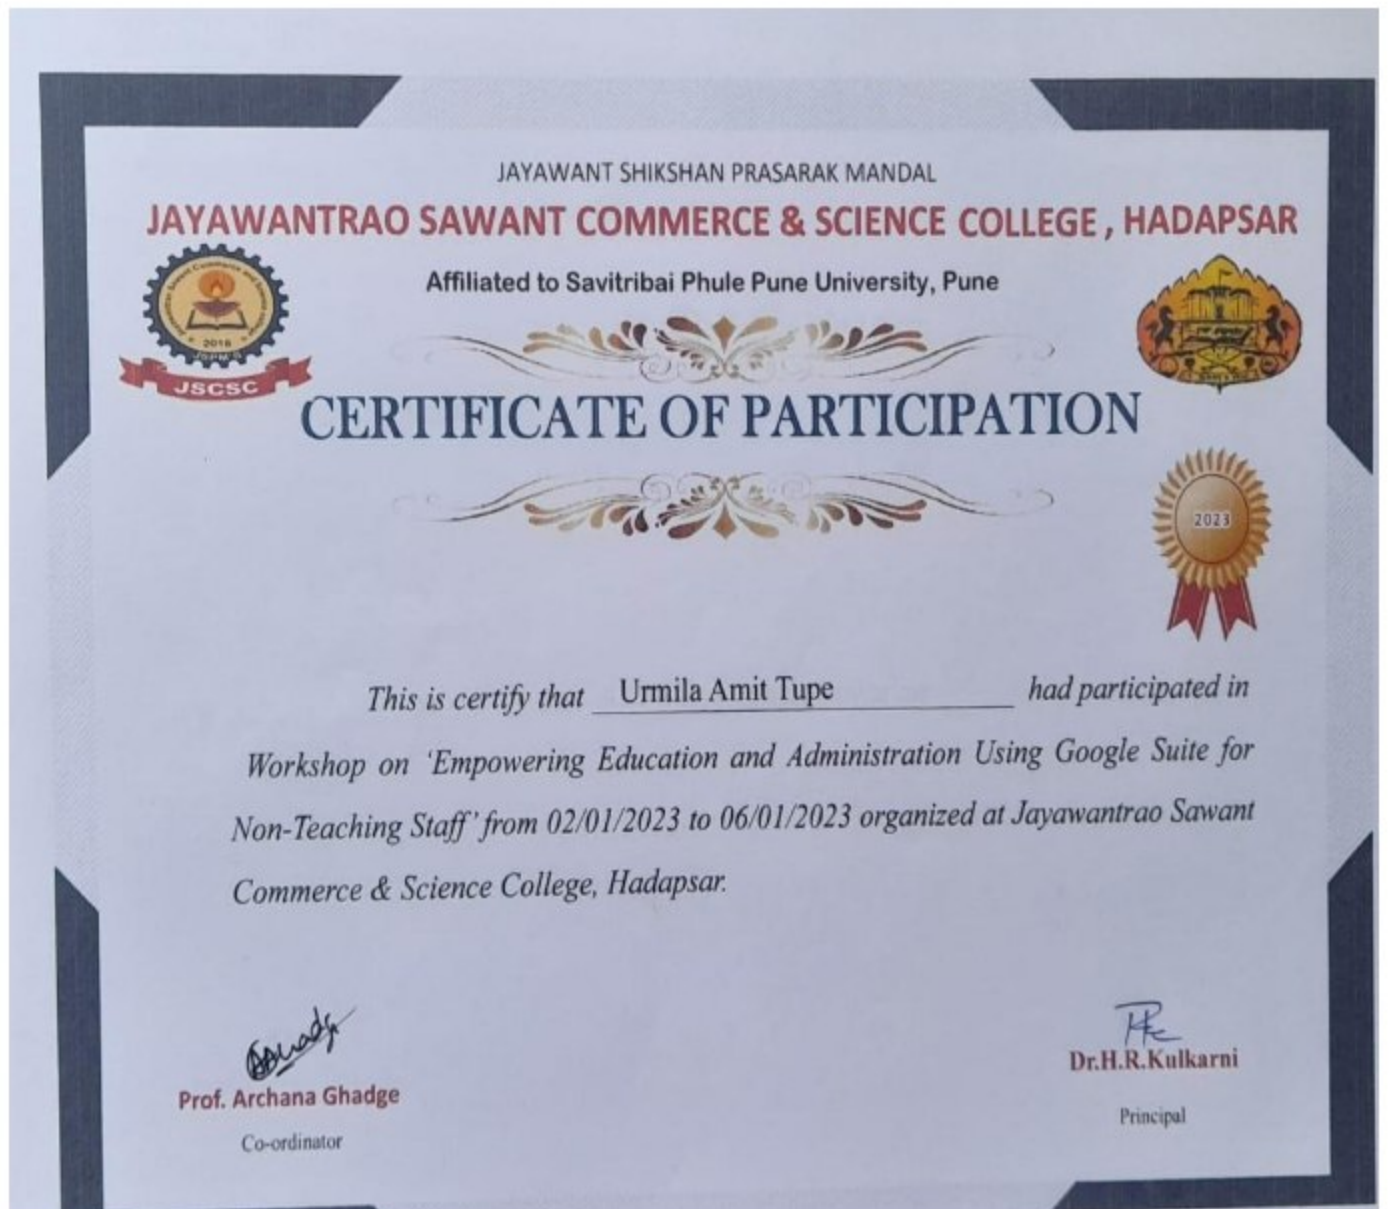 JAYAWANT SHIKSHAN PRASARAK MANDAL
JAYAWANTRAO SAWANT COMMERCE & SCIENCE COLLEGE , HADAPSAR
Affiliated to Savitribai Phule Pune University, Pune
2016
JSPM'S
JSCSC
CERTIFICATE OF PARTICIPATION
2023
This is certify that Urmila Amit Tupe had participated in
Workshop on 'Empowering Education and Administration Using Google Suite for
Non-Teaching Staff' from 02/01/2023 to 06/01/2023 organized at Jayawantrao Sawant
Commerce & Science College, Hadapsar.
Prof. Archana Ghadge
Co-ordinator
Dr.H.R.Kulkarni
Principal